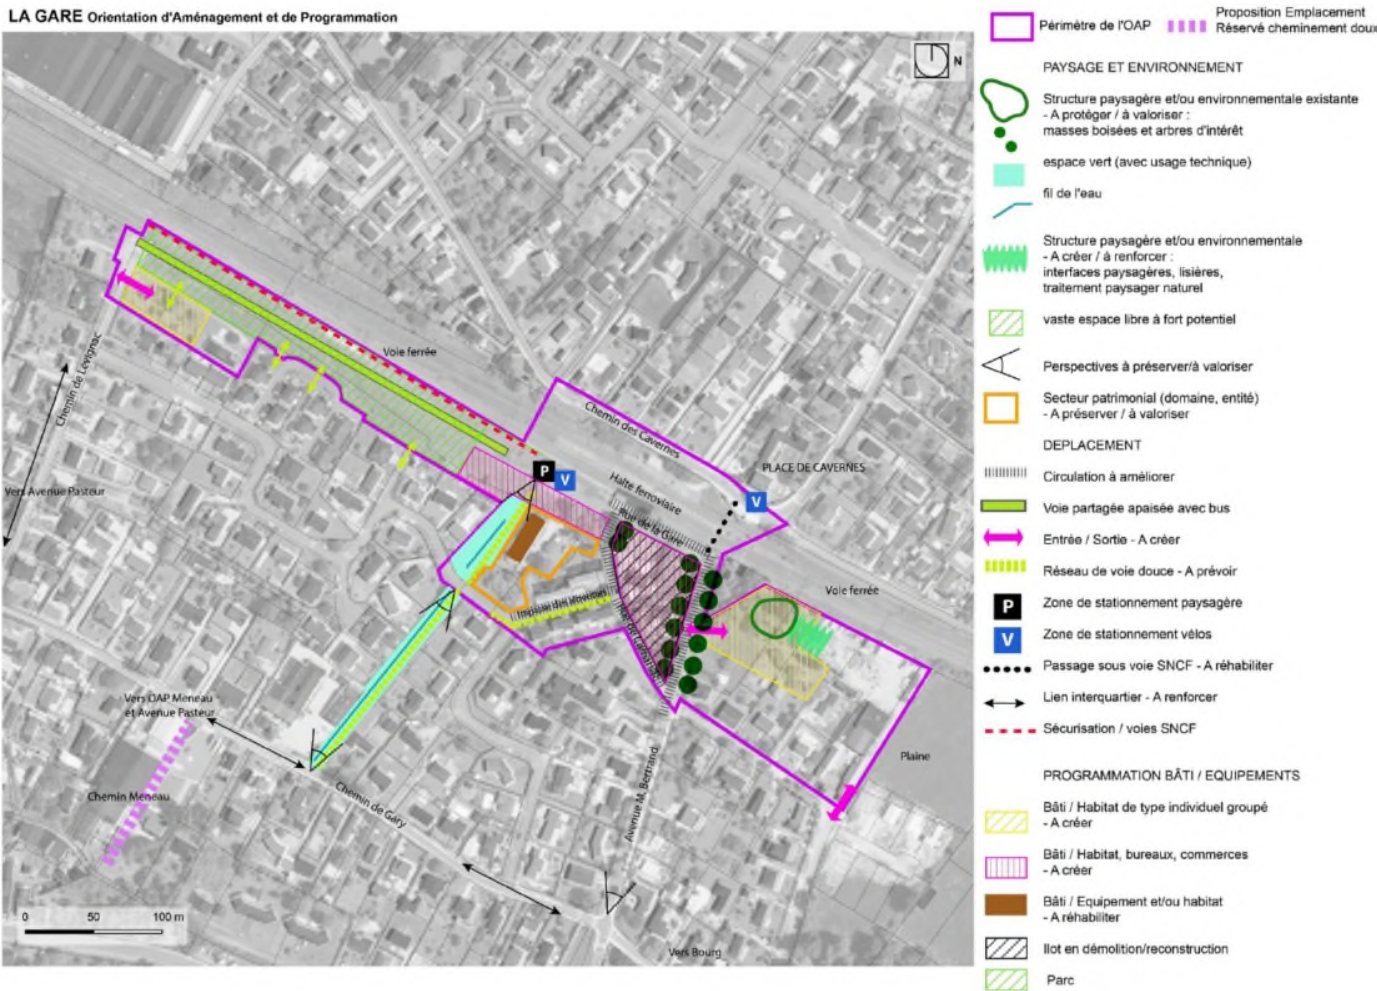 LA GARE Orientation d'Aménagement et de Programmation
N
Voie ferrée
Chemin de Levignac
Vers Avenue Pasteur
Chemin des Cavernes
PLACE DE CAVERNES
Halte ferroviaire
Rue de la Gare
P
V
V
Voie ferrée
Vers OAP Meneau
et Avenue Pasteur
Chemin Meneau
Chemin de Gary
Avenue M. Bertrand
Plaine
Vers Bourg
0 50 100 m
Périmètre de l'OAP
Proposition Emplacement
Réservé cheminement doux
PAYSAGE ET ENVIRONNEMENT
Structure paysagère et/ou environnementale existante
- A protéger / à valoriser :
masses boisées et arbres d'intérêt
espace vert (avec usage technique)
fil de l'eau
Structure paysagère et/ou environnementale
- A créer / à renforcer :
interfaces paysagères, lisières,
traitement paysager naturel
vaste espace libre à fort potentiel
Perspectives à préserver/à valoriser
Secteur patrimonial (domaine, entité)
- A préserver / à valoriser
DEPLACEMENT
Circulation à améliorer
Voie partagée apaisée avec bus
Entrée / Sortie - A créer
Réseau de voie douce - A prévoir
P Zone de stationnement paysagère
V Zone de stationnement vélos
Passage sous voie SNCF - A réhabiliter
Lien interquartier - A renforcer
Sécurisation / voies SNCF
PROGRAMMATION BÂTI / EQUIPEMENTS
Bâti / Habitat de type individuel groupé
- A créer
Bâti / Habitat, bureaux, commerces
- A créer
Bâti / Equipement et/ou habitat
- A réhabiliter
Ilot en démolition/reconstruction
Parc